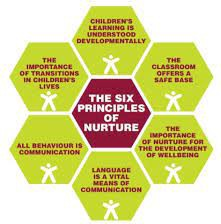 CHILDREN'S
LEARNING IS
UNDERSTOOD
DEVELOPMENTALLY
THE
CLASSROOM
OFFERS A
SAFE BASE
THE
IMPORTANCE
OF NURTURE FOR THE
DEVELOPMENT OF
WELLBEING
LANGUAGE
IS A VITAL
MEANS OF
COMMUNICATION
ALL BEHAVIOUR IS
COMMUNICATION
THE
IMPORTANCE
OF TRANSITIONS
IN CHILDREN'S
LIVES
THE SIX
PRINCIPLES
OF
NURTURE